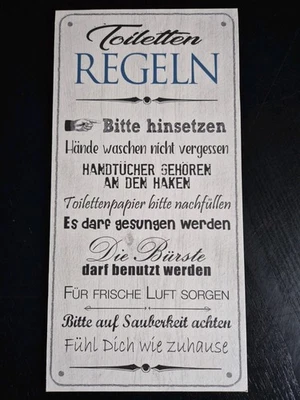 Toiletten
REGELN
Bitte hinsetzen
Hände waschen nicht vergessen
HANDTÜCHER GEHÖREN
AN DEN HAKEN
Toilettenpapier bitte nachfüllen
Es darf gesungen werden
Die Bürste
darf benutzt werden
FÜR FRISCHE LUFT SORGEN
Bitte auf Sauberkeit achten
Fühl Dich wie zuhause